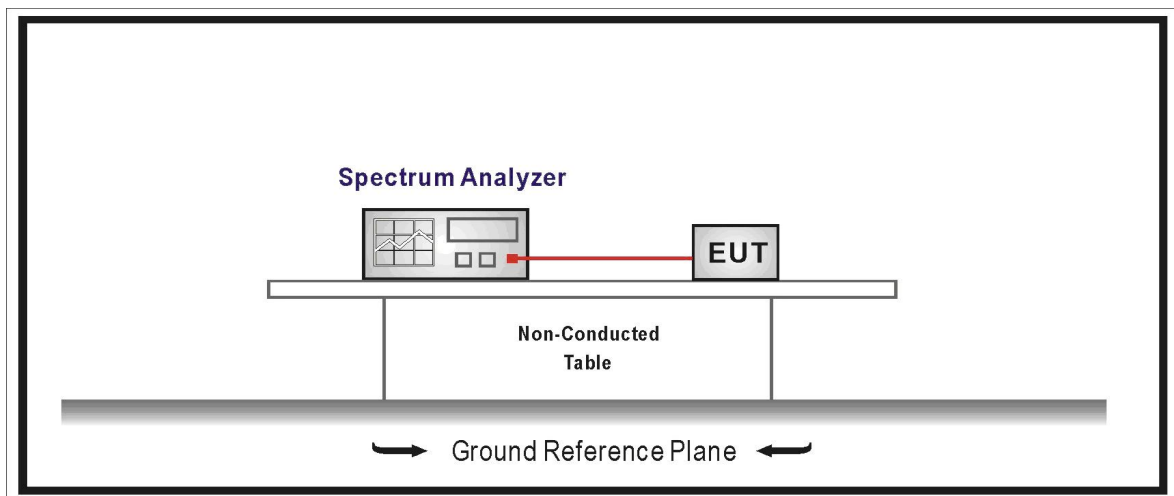 Spectrum Analyzer
EUT
Non-Conducted
Table
Ground Reference Plane